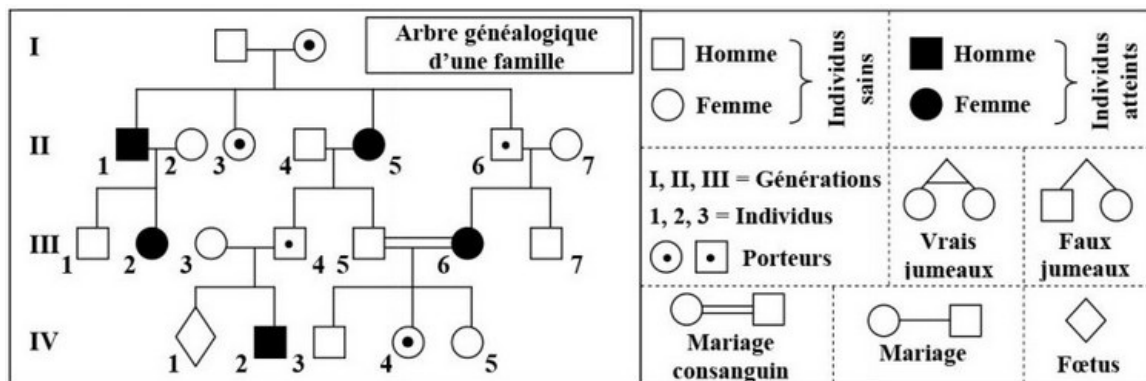 I
Arbre généalogique
d'une famille
II
1
2
3
4
5
6
7
III
1
2
3
4
5
6
7
IV
1
2
3
4
5
Homme
Femme
Individus
sains
Homme
Femme
Individus
atteints
I, II, III = Générations
1, 2, 3 = Individus
Porteurs
Vrais
jumeaux
Faux
jumeaux
Mariage
consanguin
Mariage
Fœtus